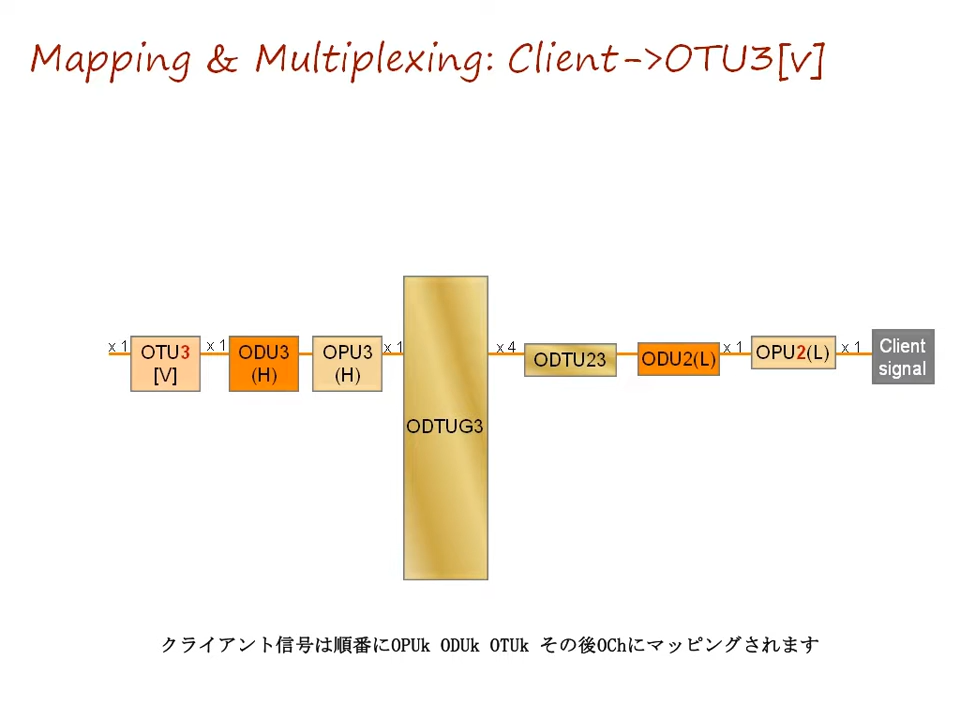 Mapping & Multiplexing: Client->OTU3[V]
x 1
OTU3
[V]
x 1
ODU3
(H)
OPU3
(H)
x 1
ODTUG3
x 4
ODTU23
ODU2(L)
x 1
OPU2(L)
x 1
Client
signal
クライアント信号は順番にOPUk ODUk OTUk その後OChにマッピングされます